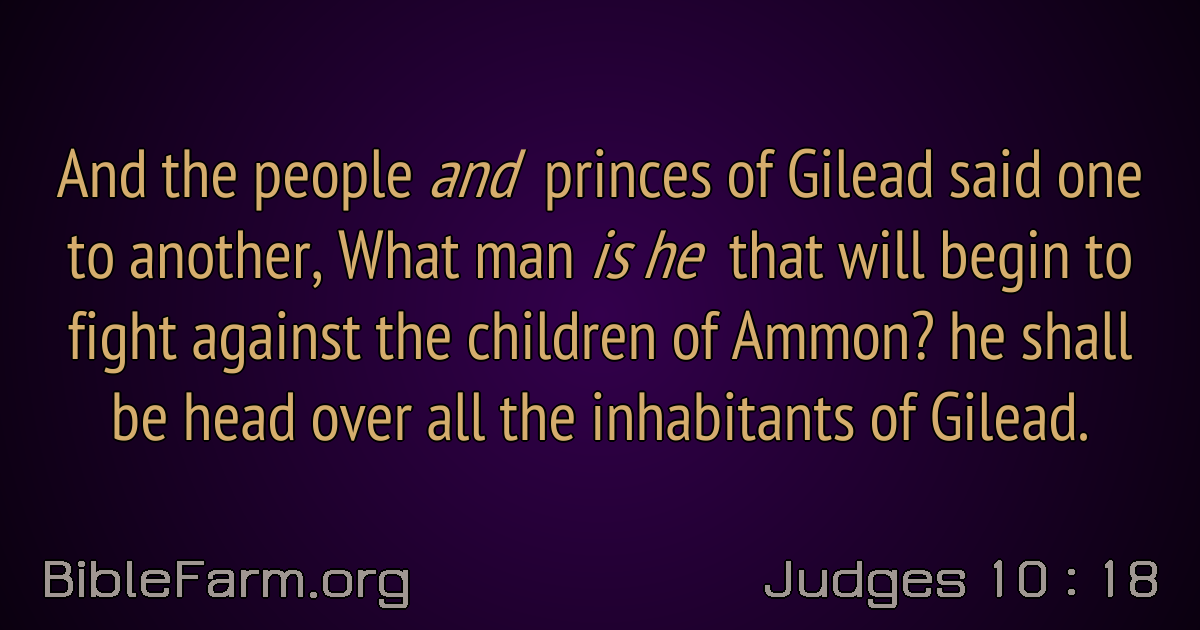 And the people and princes of Gilead said one
to another, What man is he that will begin to
fight against the children of Ammon? he shall
be head over all the inhabitants of Gilead.
BibleFarm.org
Judges 10 : 18